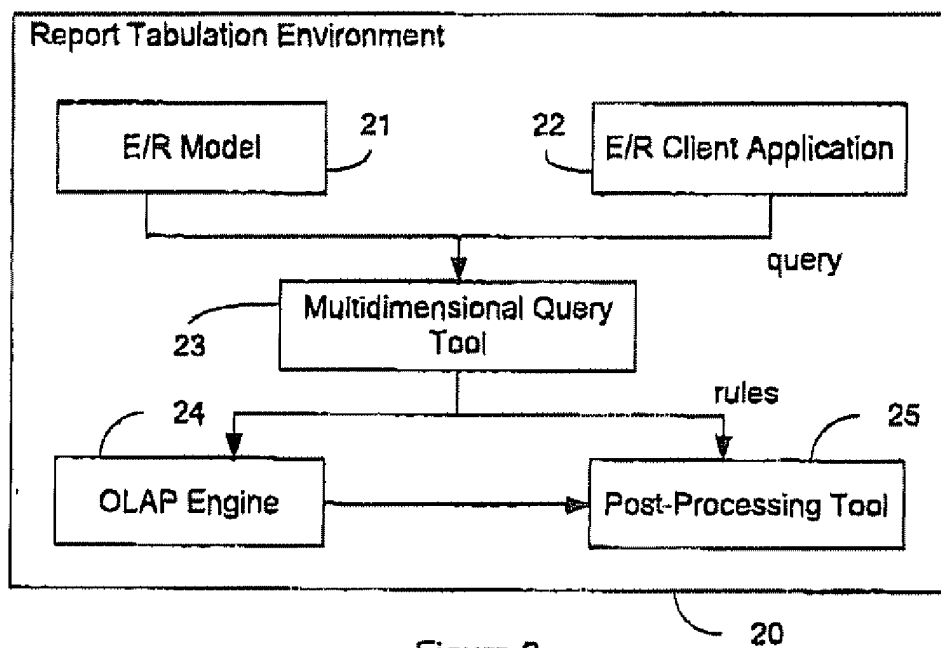 Report Tabulation Environment
E/R Model
21
22
E/R Client Application
query
Multidimensional Query
Tool
23
rules
24
25
OLAP Engine
Post-Processing Tool
20